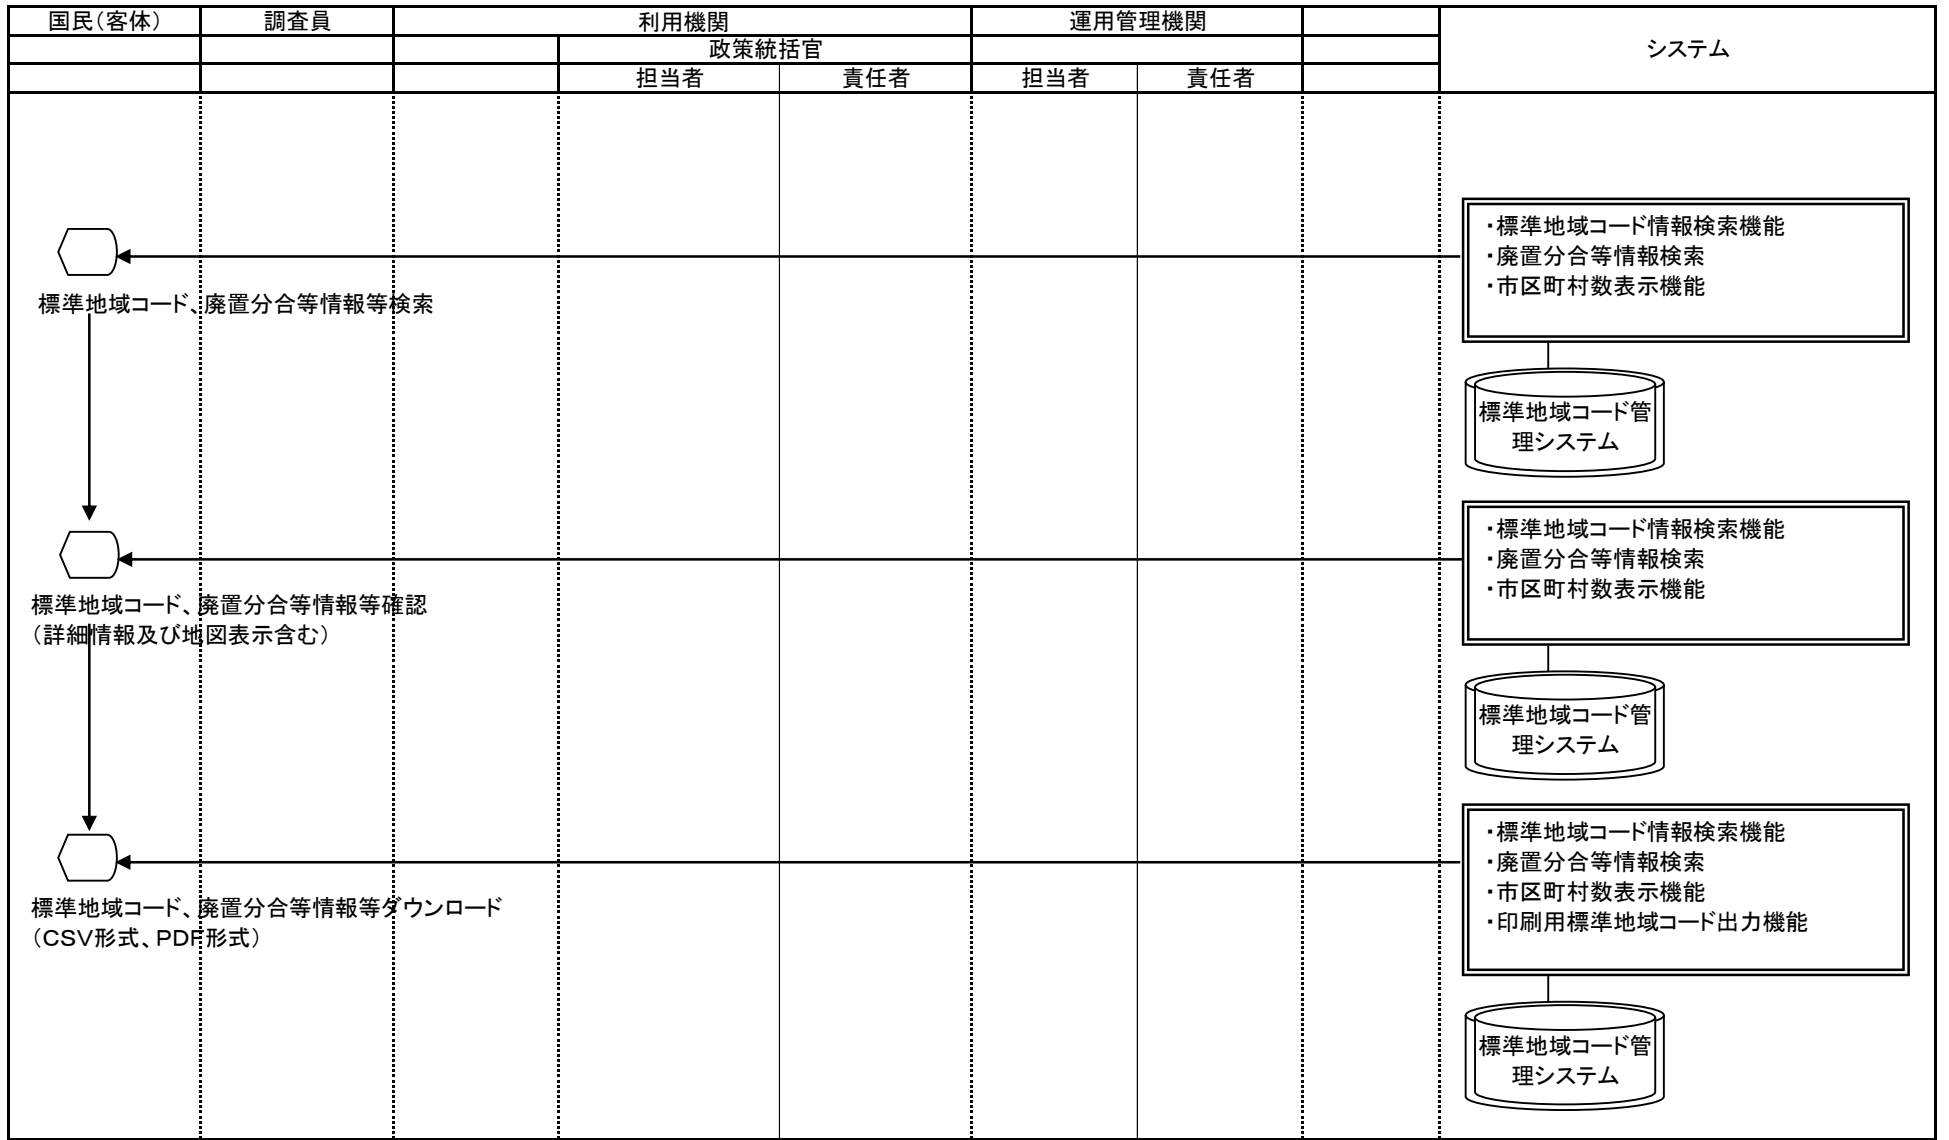 国民（客体）
調査員
利用機関
運用管理機関
システム
政策統括官
担当者
責任者
担当者
責任者
・標準地域コード情報検索機能
・廃置分合等情報検索
・市区町村数表示機能
標準地域コード、廃置分合等情報等検索
標準地域コード管
理システム
・標準地域コード情報検索機能
・廃置分合等情報検索
・市区町村数表示機能
標準地域コード、廃置分合等情報等確認
（詳細情報及び地図表示含む）
標準地域コード管
理システム
・標準地域コード情報検索機能
・廃置分合等情報検索
・市区町村数表示機能
・印刷用標準地域コード出力機能
標準地域コード、廃置分合等情報等ダウンロード
（CSV形式、PDF形式）
標準地域コード管
理システム